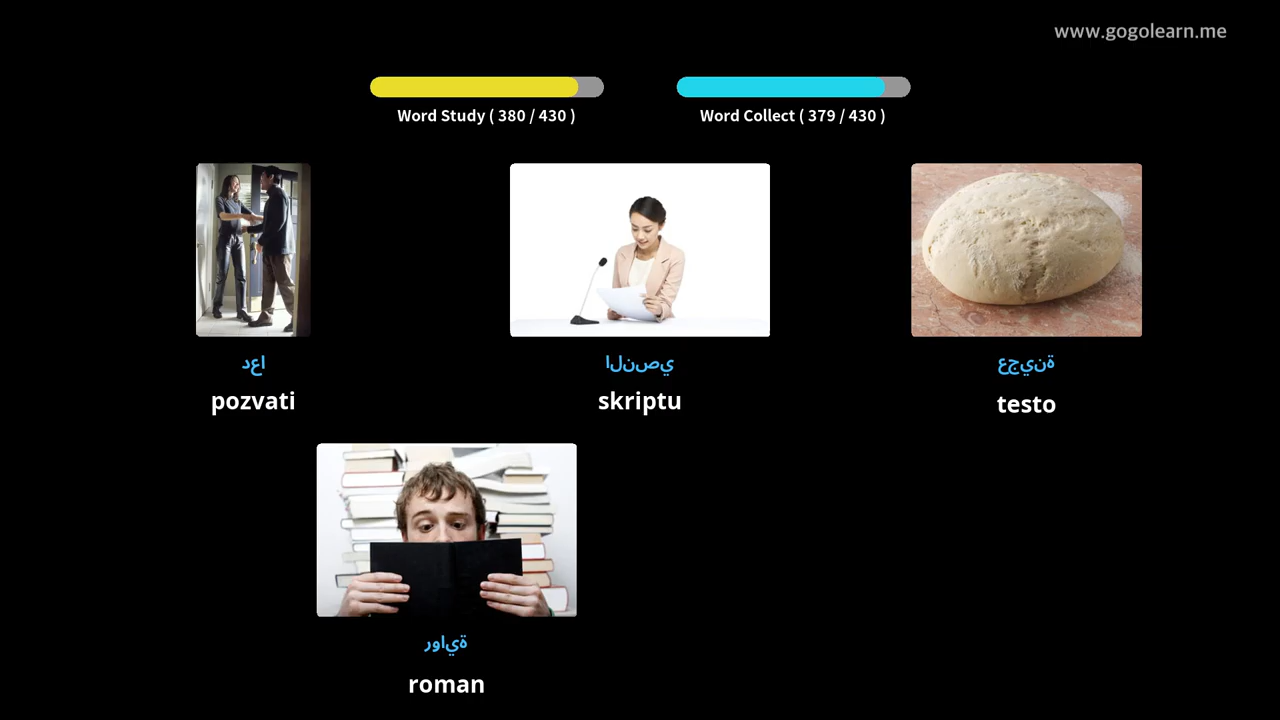 www.gogolearn.me
Word Study ( 380 / 430 )
Word Collect ( 379 / 430 )
دعا
النصي
عجينة
pozvati
skriptu
testo
رواية
roman